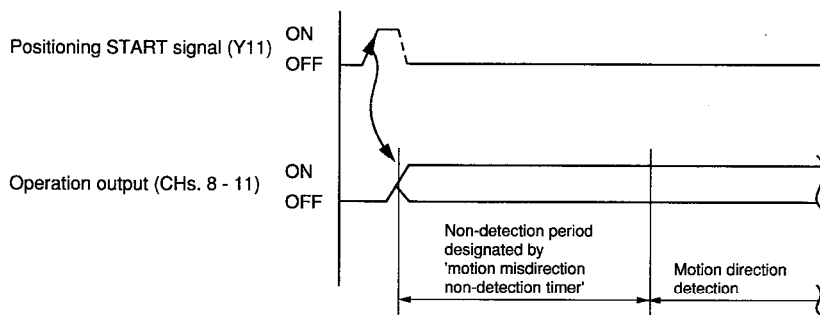 Positioning START signal (Y11)
ON
OFF
Operation output (CHs. 8 - 11)
ON
OFF
Non-detection period
designated by
'motion misdirection
non-detection timer'
Motion direction
detection